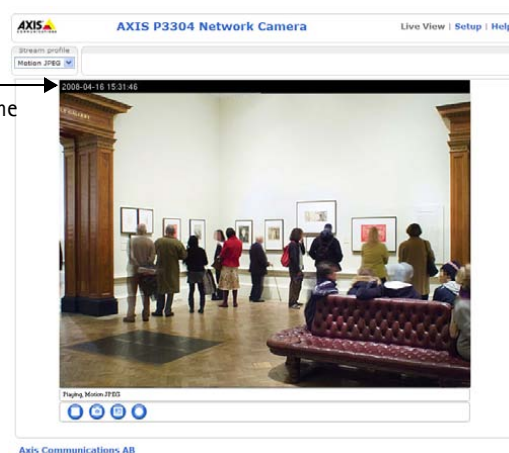 AXIS
COMMUNICATIONS
AXIS P3304 Network Camera
Live View | Setup | Help
Stream profile
Motion JPEG
2008-04-16 15:31:46
ne
Playing, Motion JPEG
Axis Communications AB